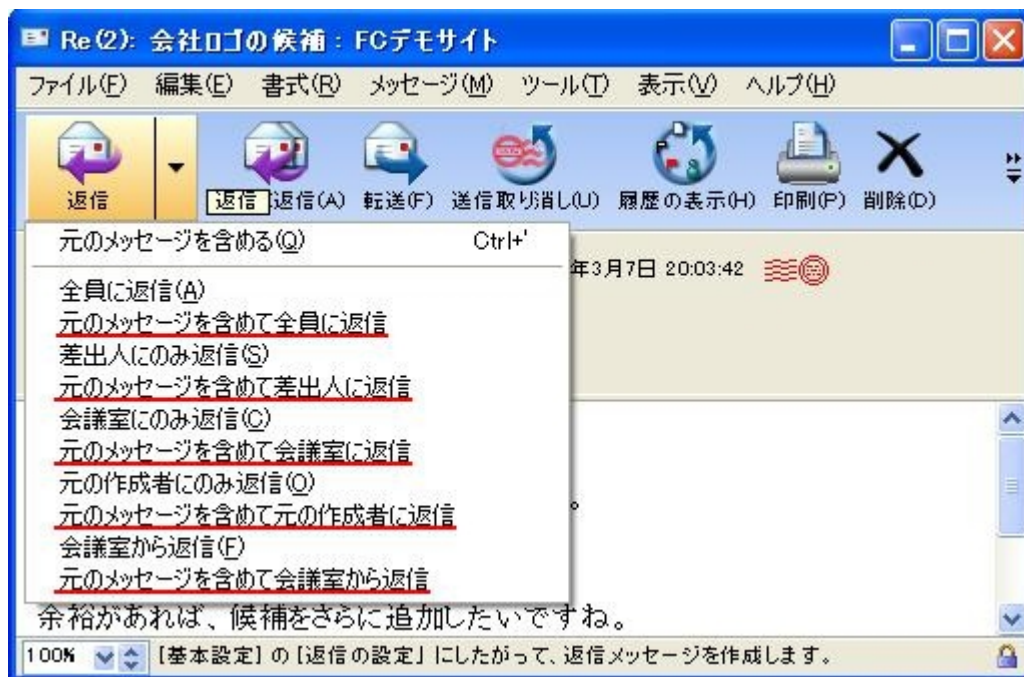 Re(2): 会社ロゴの候補 : FCデモサイト
ファイル(F) 編集(E) 書式(R) メッセージ(M) ツール(T) 表示(V) ヘルプ(H)
返信 返信 返信(A) 転送(F) 送信取り消し(U) 履歴の表示(H) 印刷(P) 削除(D)
元のメッセージを含める(Q) Ctrl+'
年3月7日 20:03:42
全員に返信(A)
元のメッセージを含めて全員に返信
差出人にのみ返信(S)
元のメッセージを含めて差出人に返信
会議室にのみ返信(C)
元のメッセージを含めて会議室に返信
元の作成者にのみ返信(O)
元のメッセージを含めて元の作成者に返信
。
会議室から返信(F)
元のメッセージを含めて会議室から返信
余裕があれば、候補をさらに追加したいですね。
100% [基本設定] の [返信の設定] にしたがって、返信メッセージを作成します。